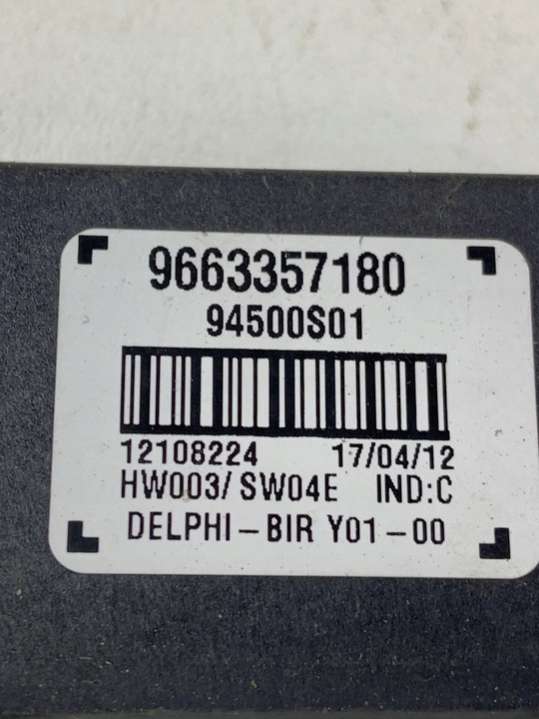 9663357180
94500S01
12108224 17/04/12
HW003/ SW04E IND:C
DELPHI-BIR Y01-00